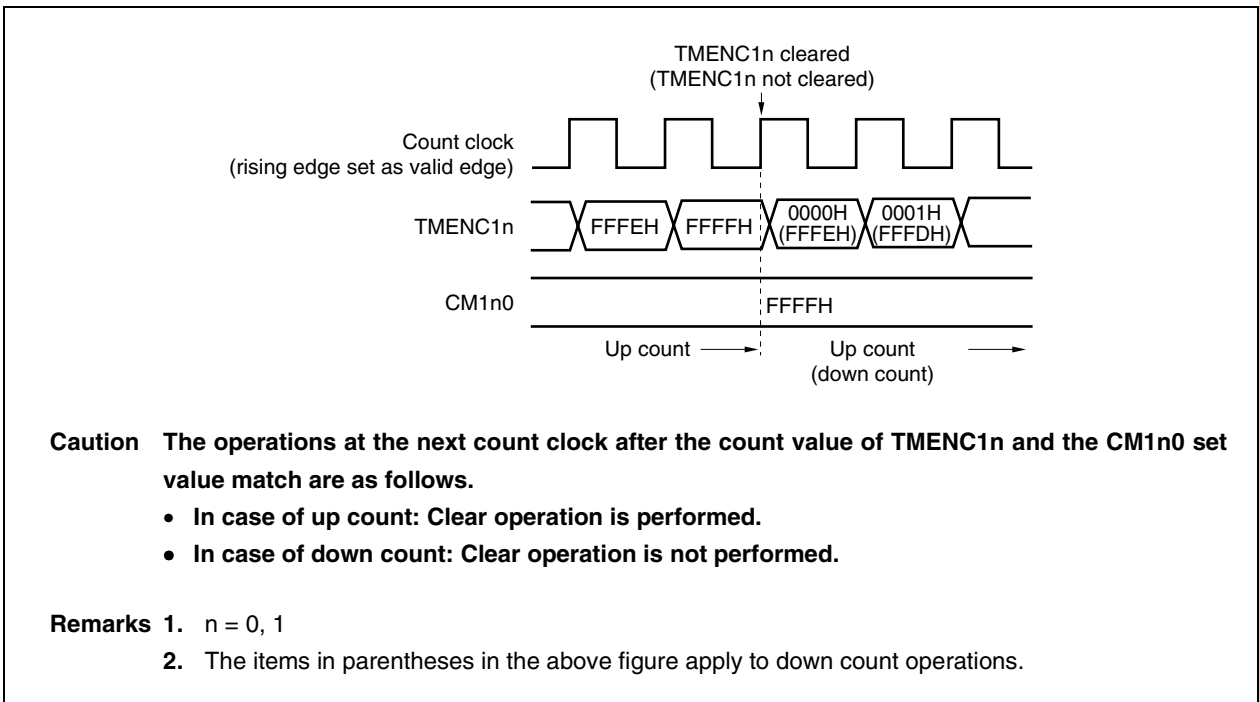 TMENC1n cleared
(TMENC1n not cleared)
Count clock
(rising edge set as valid edge)
TMENC1n
FFFEH
FFFFH
0000H
(FFFEH)
0001H
(FFFDH)
CM1n0
FFFFH
Up count
Up count
(down count)
Caution The operations at the next count clock after the count value of TMENC1n and the CM1n0 set
value match are as follows.
• In case of up count: Clear operation is performed.
• In case of down count: Clear operation is not performed.
Remarks 1. n = 0, 1
2. The items in parentheses in the above figure apply to down count operations.